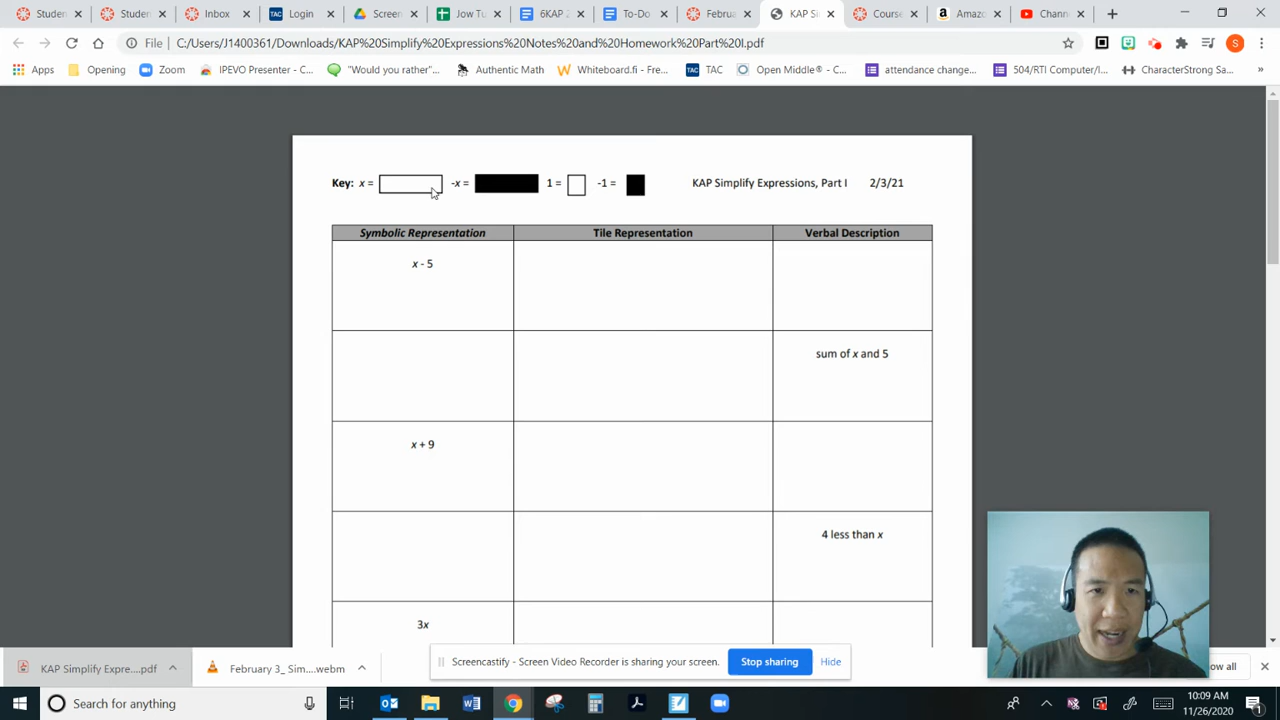 Studen
Studen
Inbox
Login
Screen
Jow Tu
6KAP 2
To-Do
Februa
KAP Si
Course
Amazo
Chann
File C:/Users/J1400361/Downloads/KAP%20Simplify%20Expressions%20Notes%20and%20Homework%20Part%20I.pdf
Apps Opening Zoom IPEVO Presenter - C... "Would you rather"... Authentic Math Whiteboard.fi - Fre... TAC Open Middle® - C... attendance change... 504/RTI Computer/I... CharacterStrong Sa... »
Key: x = -x = 1 = -1 = KAP Simplify Expressions, Part I 2/3/21
Symbolic Representation Tile Representation Verbal Description
x - 5
sum of x and 5
x + 9
4 less than x
3x
KAP Simplify Expre....pdf
February 3_ Sim....webm
Screencastify - Screen Video Recorder is sharing your screen. Stop sharing Hide
ow all
Search for anything
10:09 AM
11/26/2020
1